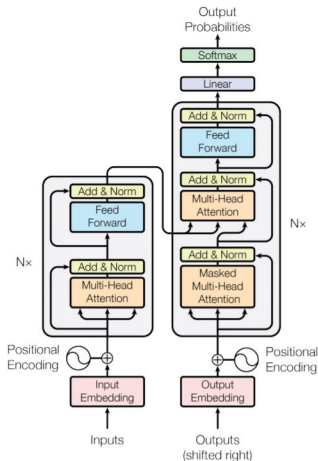 Output
Probabilities
Softmax
Linear
Add & Norm
Feed
Forward
Add & Norm
Multi-Head
Attention
Add & Norm
Masked
Multi-Head
Attention
N×
Add & Norm
Feed
Forward
Add & Norm
Multi-Head
Attention
N×
Positional
Encoding
Input
Embedding
Inputs
Positional
Encoding
Output
Embedding
Outputs
(shifted right)